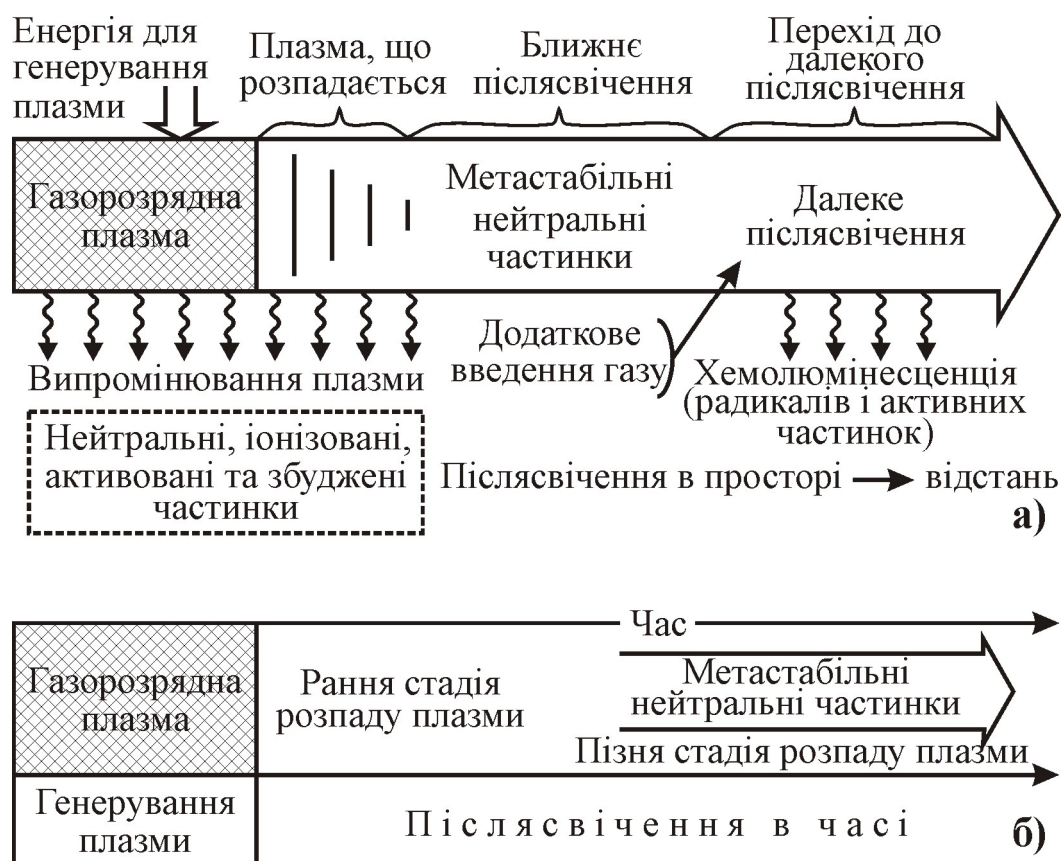 Енергія для
генерування
плазми
Плазма, що
розпадається
Ближнє
післясвічення
Перехід до
далекого
післясвічення
Газорозрядна
плазма
Метастабільні
нейтральні
частинки
Далеке
післясвічення
Випромінювання плазми
Додаткове
введення газу
Хемолюмінесценція
(радикалів і активних
частинок)
Нейтральні, іонізовані,
активовані та збуджені
частинки
Післясвічення в просторі
відстань
а)
Час
Газорозрядна
плазма
Рання стадія
розпаду плазми
Метастабільні
нейтральні частинки
Пізня стадія розпаду плазми
Генерування
плазми
Післясвічення в часі
б)